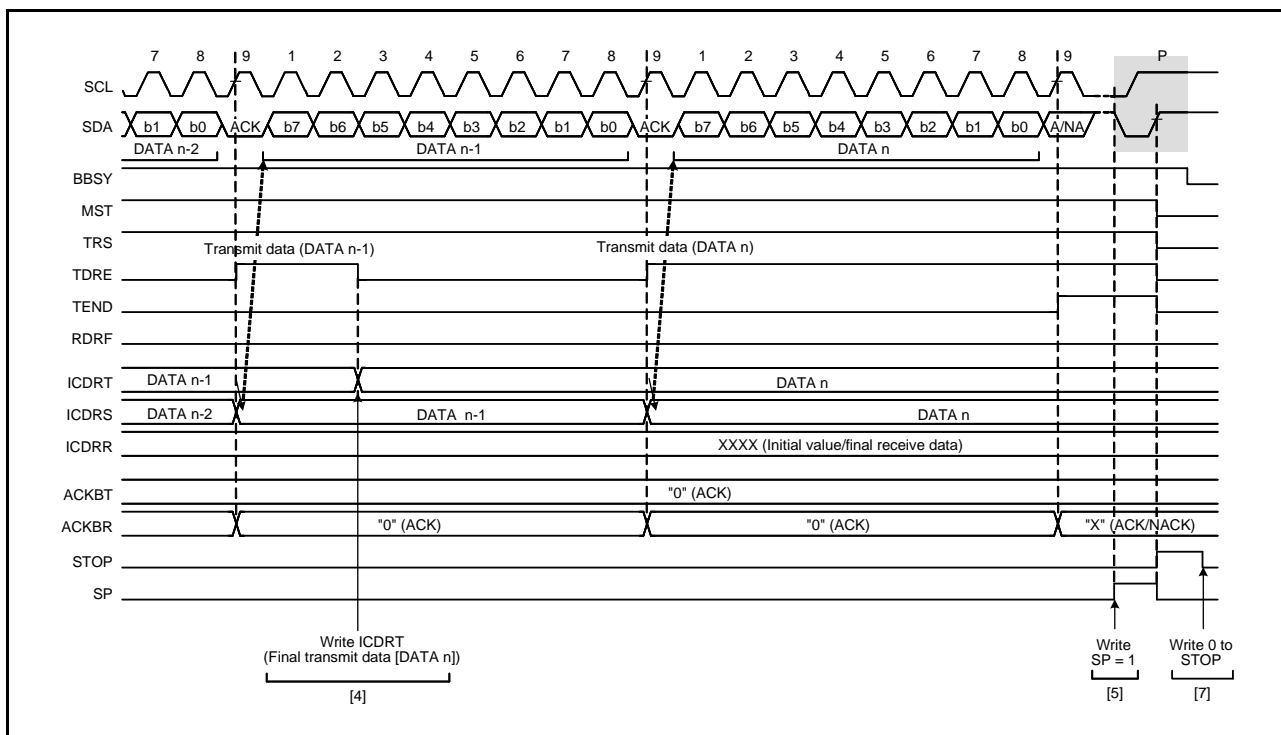 7 8 9 1 2 3 4 5 6 7 8 9 1 2 3 4 5 6 7 8 9 P
SCL
SDA b1 b0 ACK b7 b6 b5 b4 b3 b2 b1 b0 ACK b7 b6 b5 b4 b3 b2 b1 b0 A/NA
DATA n-2 DATA n-1 DATA n
BBSY
MST
TRS
Transmit data (DATA n-1) Transmit data (DATA n)
TDRE
TEND
RDRF
ICDRT DATA n-1 DATA n
ICDRS DATA n-2 DATA n-1 DATA n
ICDRR XXXX (Initial value/final receive data)
ACKBT "0" (ACK)
ACKBR "0" (ACK) "0" (ACK) "X" (ACK/NACK)
STOP
SP
Write ICDRT Write Write 0 to
(Final transmit data [DATA n]) SP = 1 STOP
[4] [5] [7]